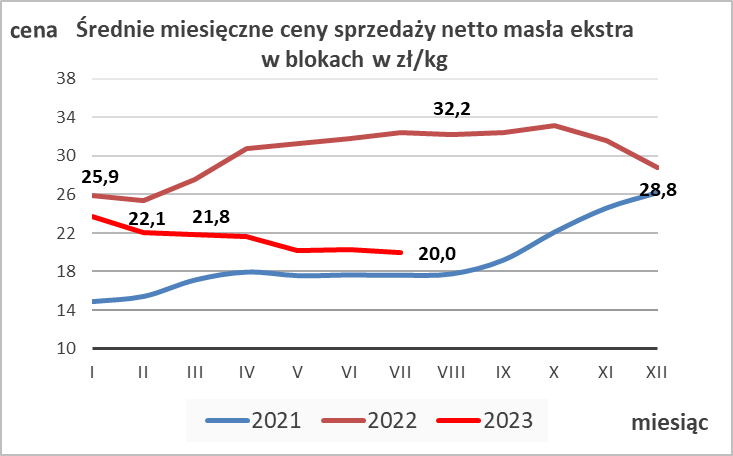 cena Średnie miesięczne ceny sprzedaży netto masła ekstra
w blokach w zł/kg
38
34
30
26
22
18
14
10
25,9
22,1
21,8
20,0
32,2
28,8
I II III IV V VI VII VIII IX X XI XII
2021 2022 2023
miesiąc